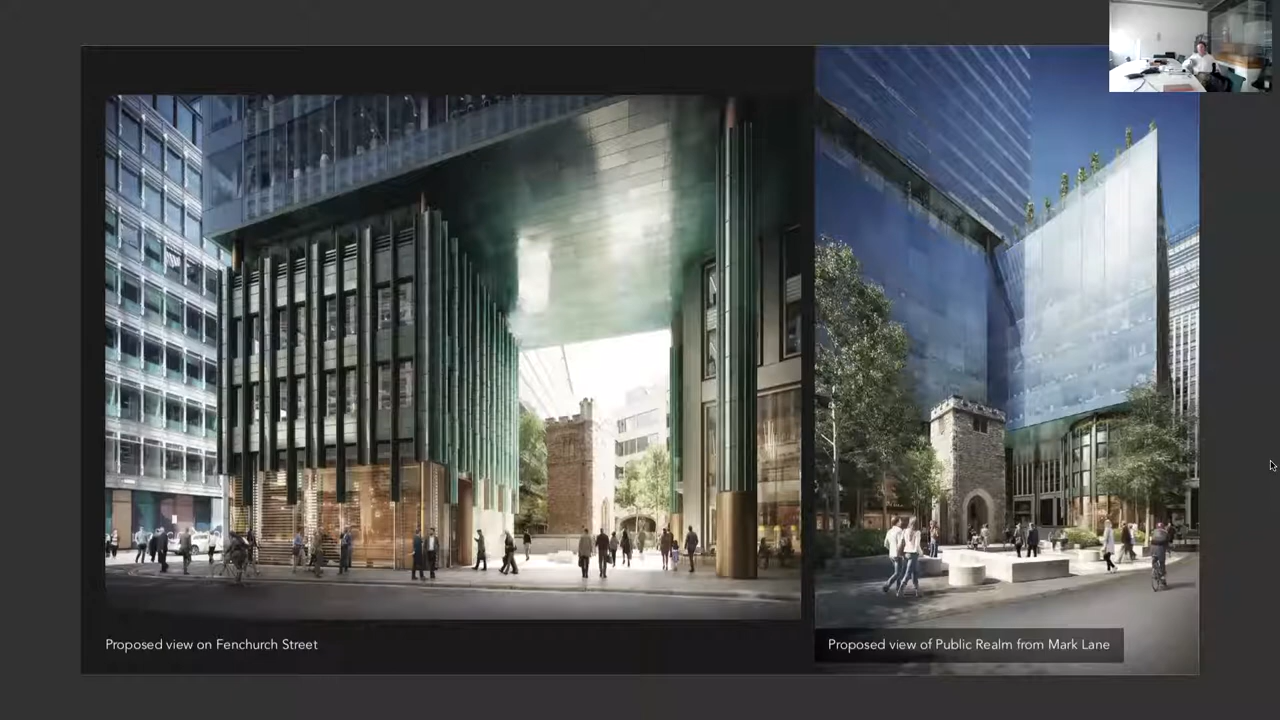 Proposed view on Fenchurch Street
Proposed view of Public Realm from Mark Lane